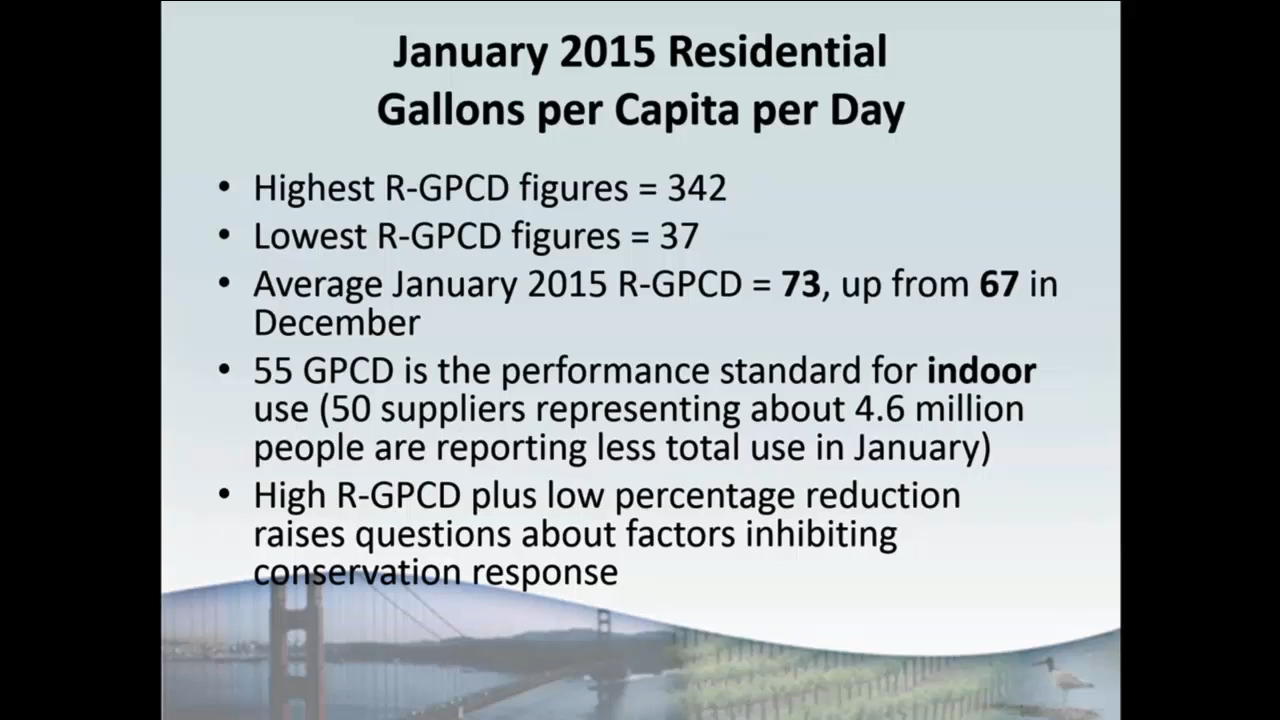 January 2015 Residential
Gallons per Capita per Day
• Highest R-GPCD figures = 342
• Lowest R-GPCD figures = 37
• Average January 2015 R-GPCD = 73, up from 67 in
December
• 55 GPCD is the performance standard for indoor
use (50 suppliers representing about 4.6 million
people are reporting less total use in January)
• High R-GPCD plus low percentage reduction
raises questions about factors inhibiting
conservation response